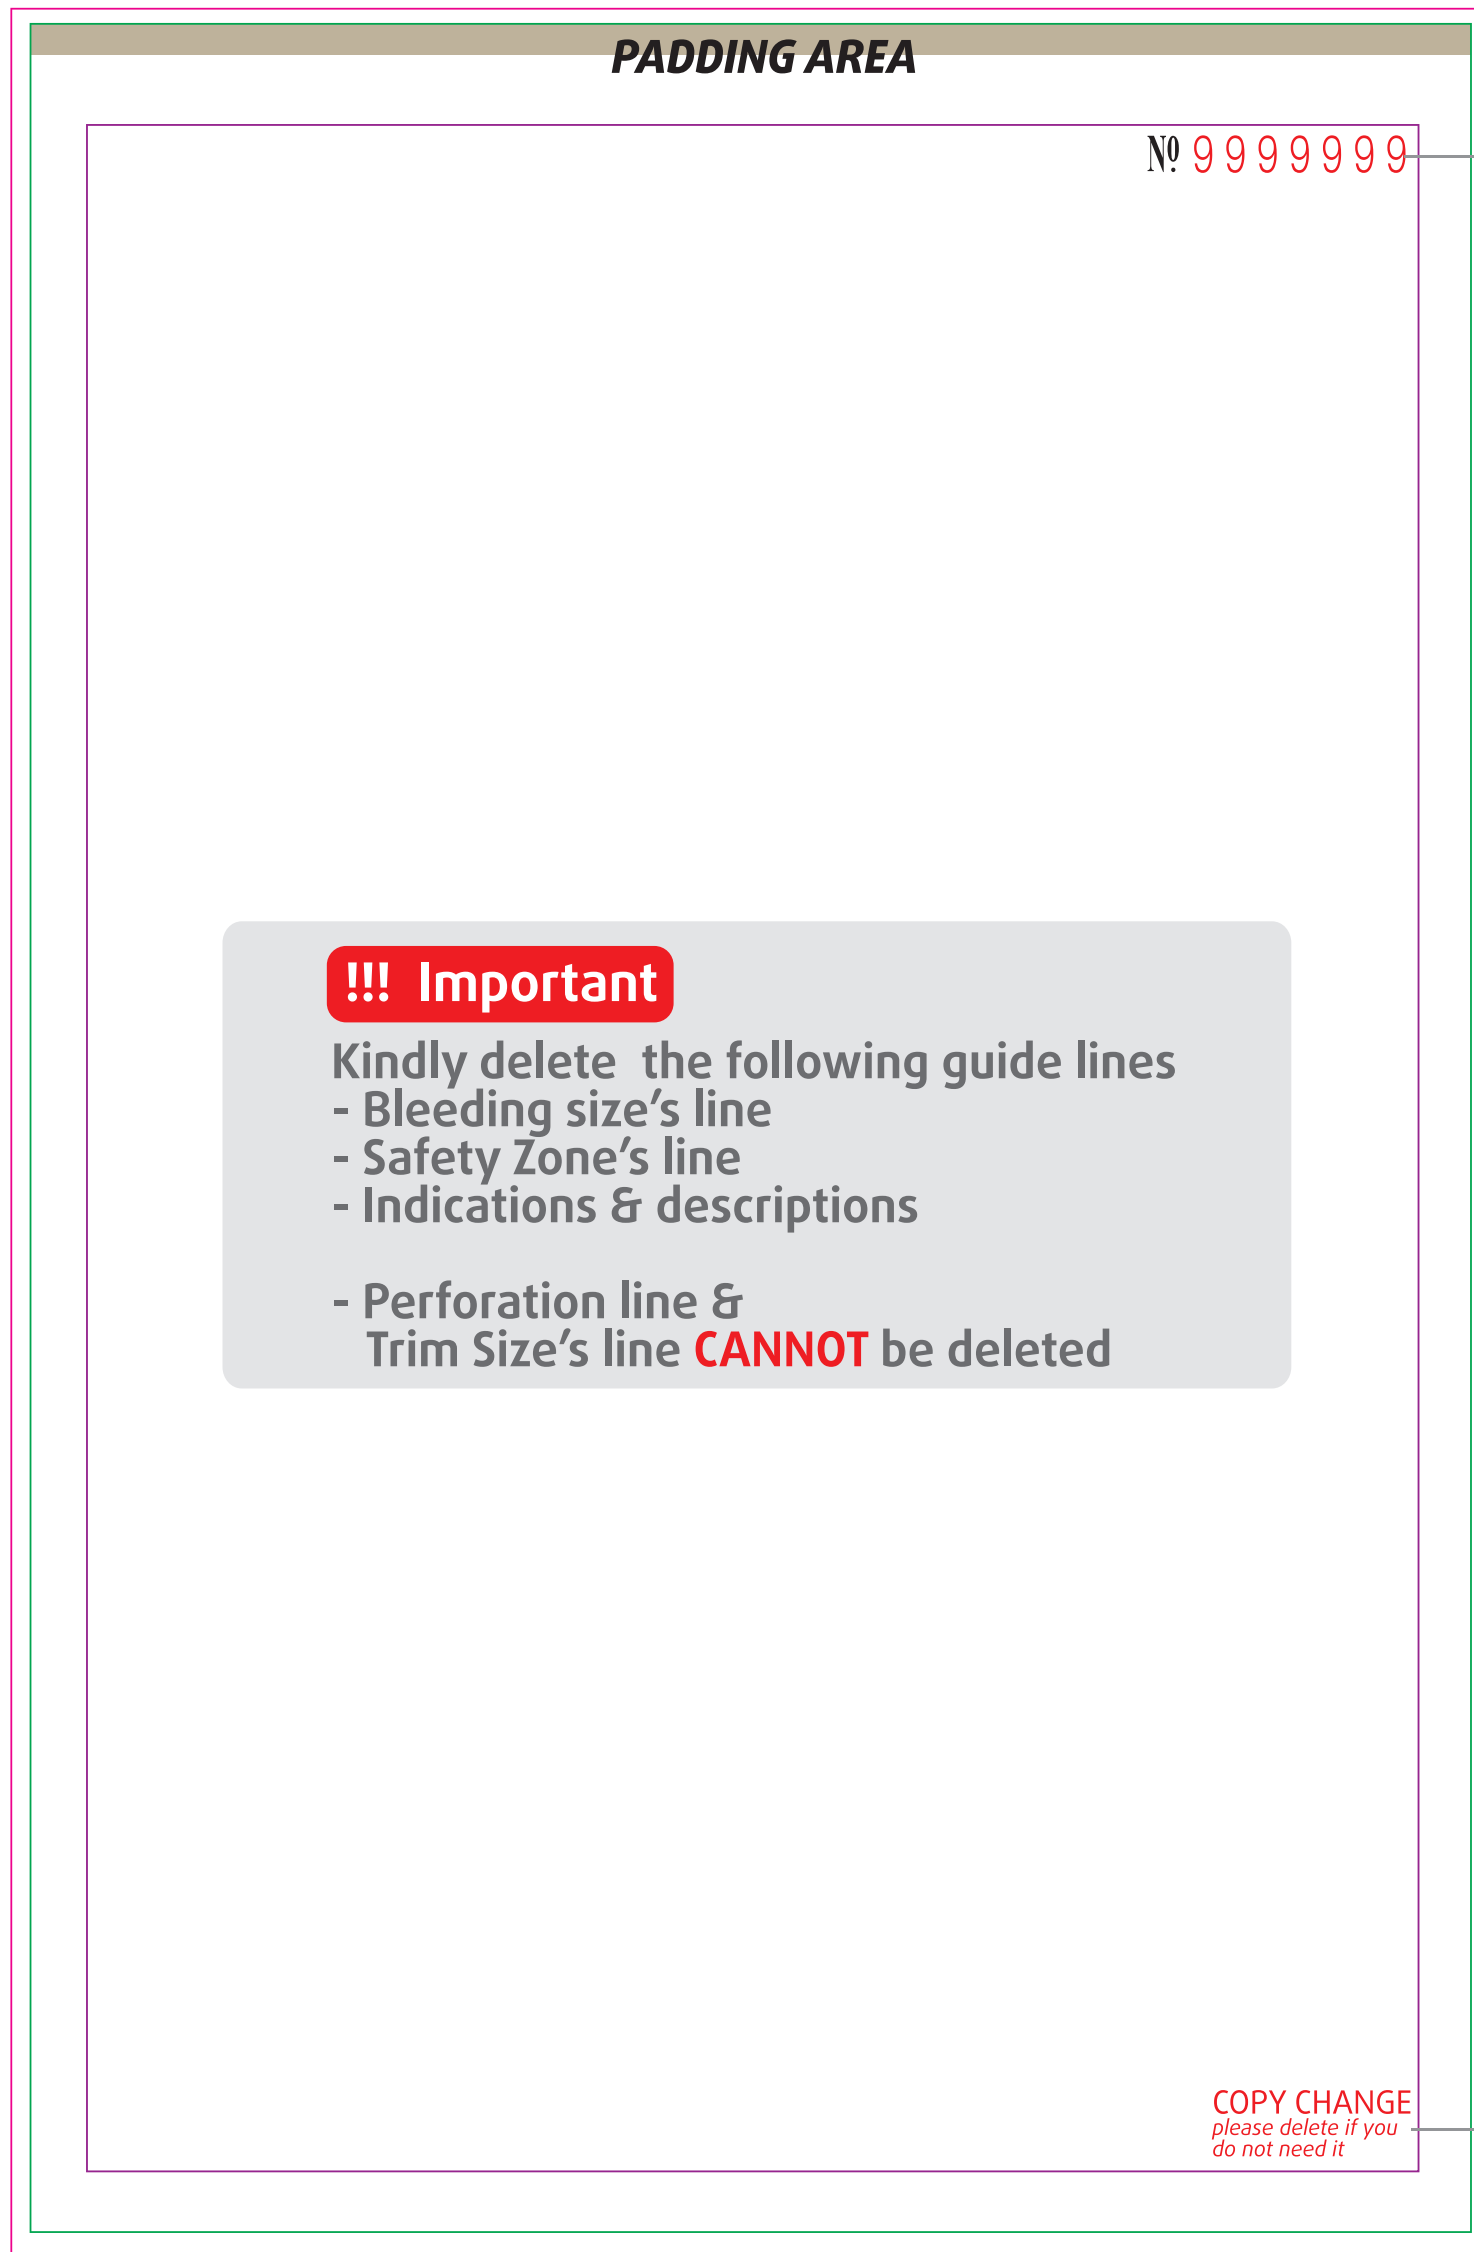 PADDING AREA
Nº 9999999
!!! Important
Kindly delete the following guide lines
- Bleeding size’s line
- Safety Zone’s line
- Indications & descriptions
- Perforation line &
Trim Size’s line CANNOT be deleted
COPY CHANGE
please delete if you
do not need it